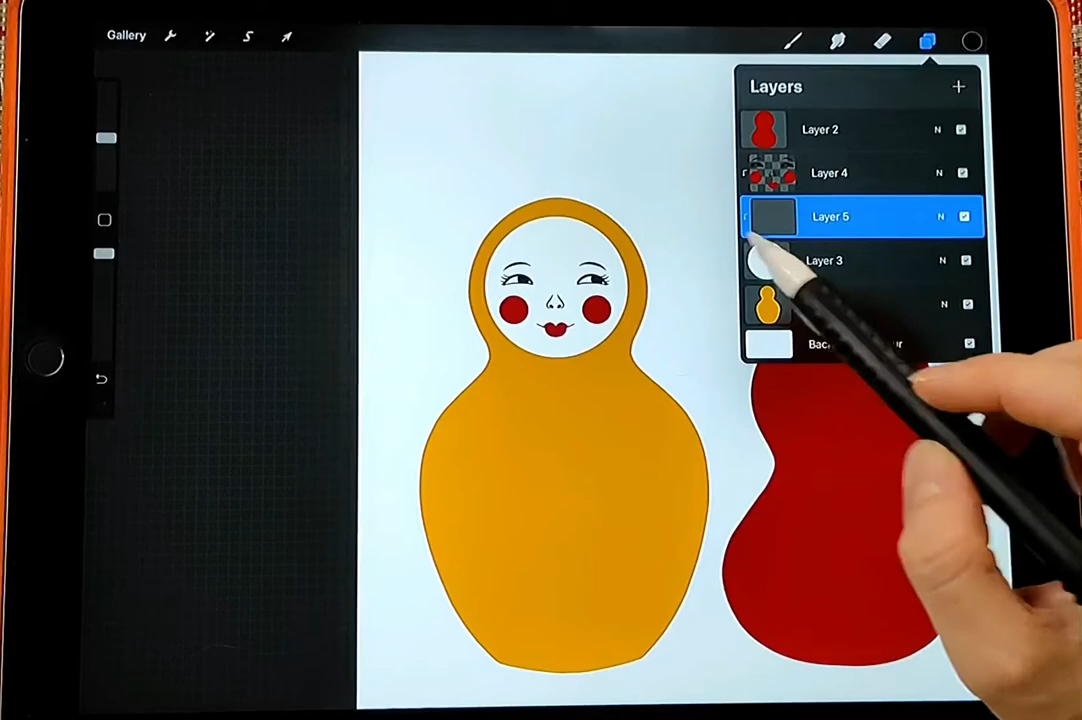 Gallery
Layers
Layer 2
N
Layer 4
N
Layer 5
N
Layer 3
N
N